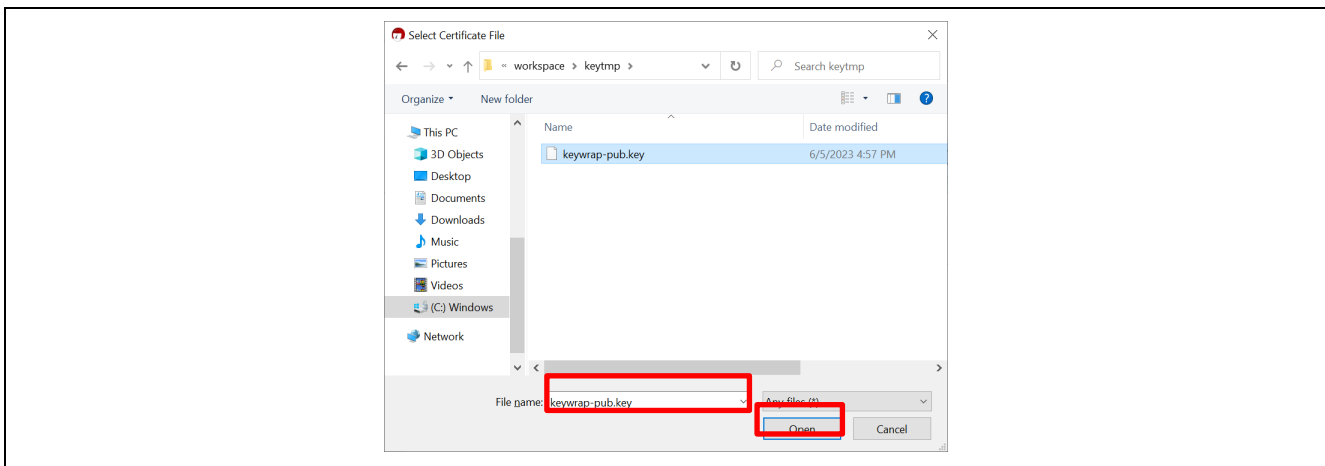 Select Certificate File
« workspace > keytmp >
Search keytmp
Organize
New folder
Name
Date modified
This PC
3D Objects
Desktop
Documents
Downloads
Music
Pictures
Videos
(C:) Windows
Network
keywrap-pub.key
6/5/2023 4:57 PM
File name:
keywrap-pub.key
Any files (*)
Open
Cancel